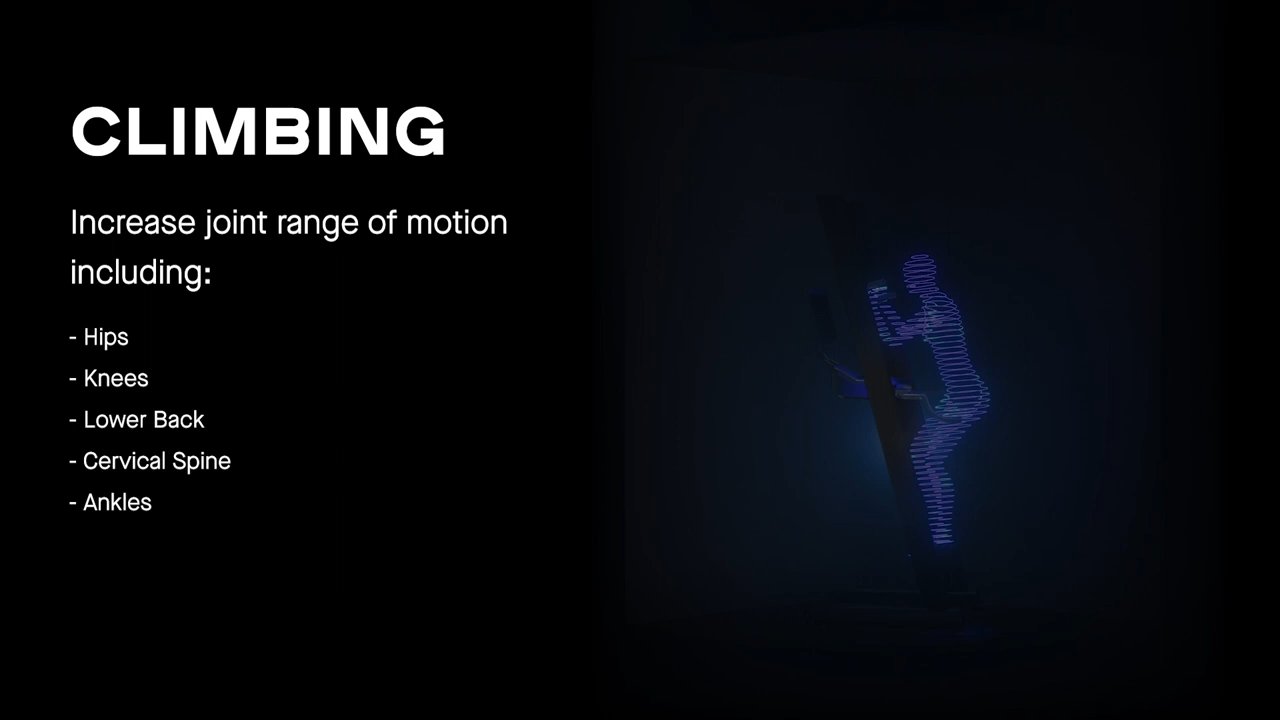 CLIMBING
Increase joint range of motion
including:
- Hips
- Knees
- Lower Back
- Cervical Spine
- Ankles